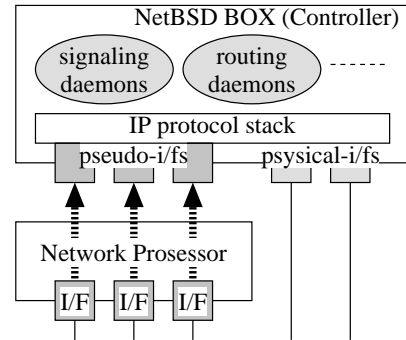 NetBSD BOX (Controller)
signaling
daemons
routing
daemons
IP protocol stack
pseudo-i/fs
psysical-i/fs
Network Prosessor
I/F
I/F
I/F